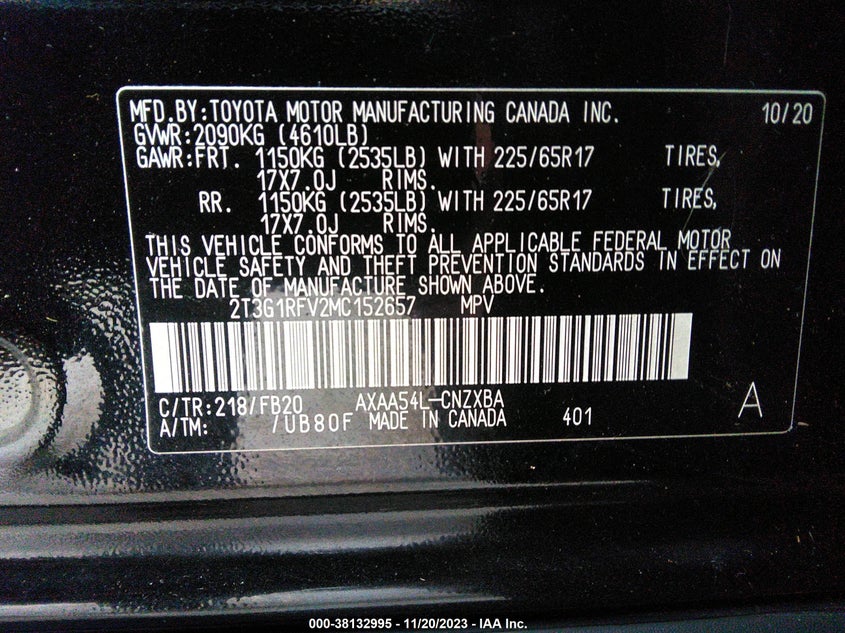 MFD.BY:TOYOTA MOTOR MANUFACTURING CANADA INC. 10/20
GVWR:2090KG (4610LB)
GAWR:FRT. 1150KG (2535LB) WITH 225/65R17 TIRES,
17X7.0J RIMS.
RR. 1150KG (2535LB) WITH 225/65R17 TIRES,
17X7.0J RIMS.
THIS VEHICLE CONFORMS TO ALL APPLICABLE FEDERAL MOTOR
VEHICLE SAFETY AND THEFT PREVENTION STANDARDS IN EFFECT ON
THE DATE OF MANUFACTURE SHOWN ABOVE.
2T3G1RFV2MC152657 MPV
C/TR:218/FB20 AXAA54L-CNZXBA A
A/TM: /UB80F MADE IN CANADA 401
000-38132995 - 11/20/2023 - IAA Inc.